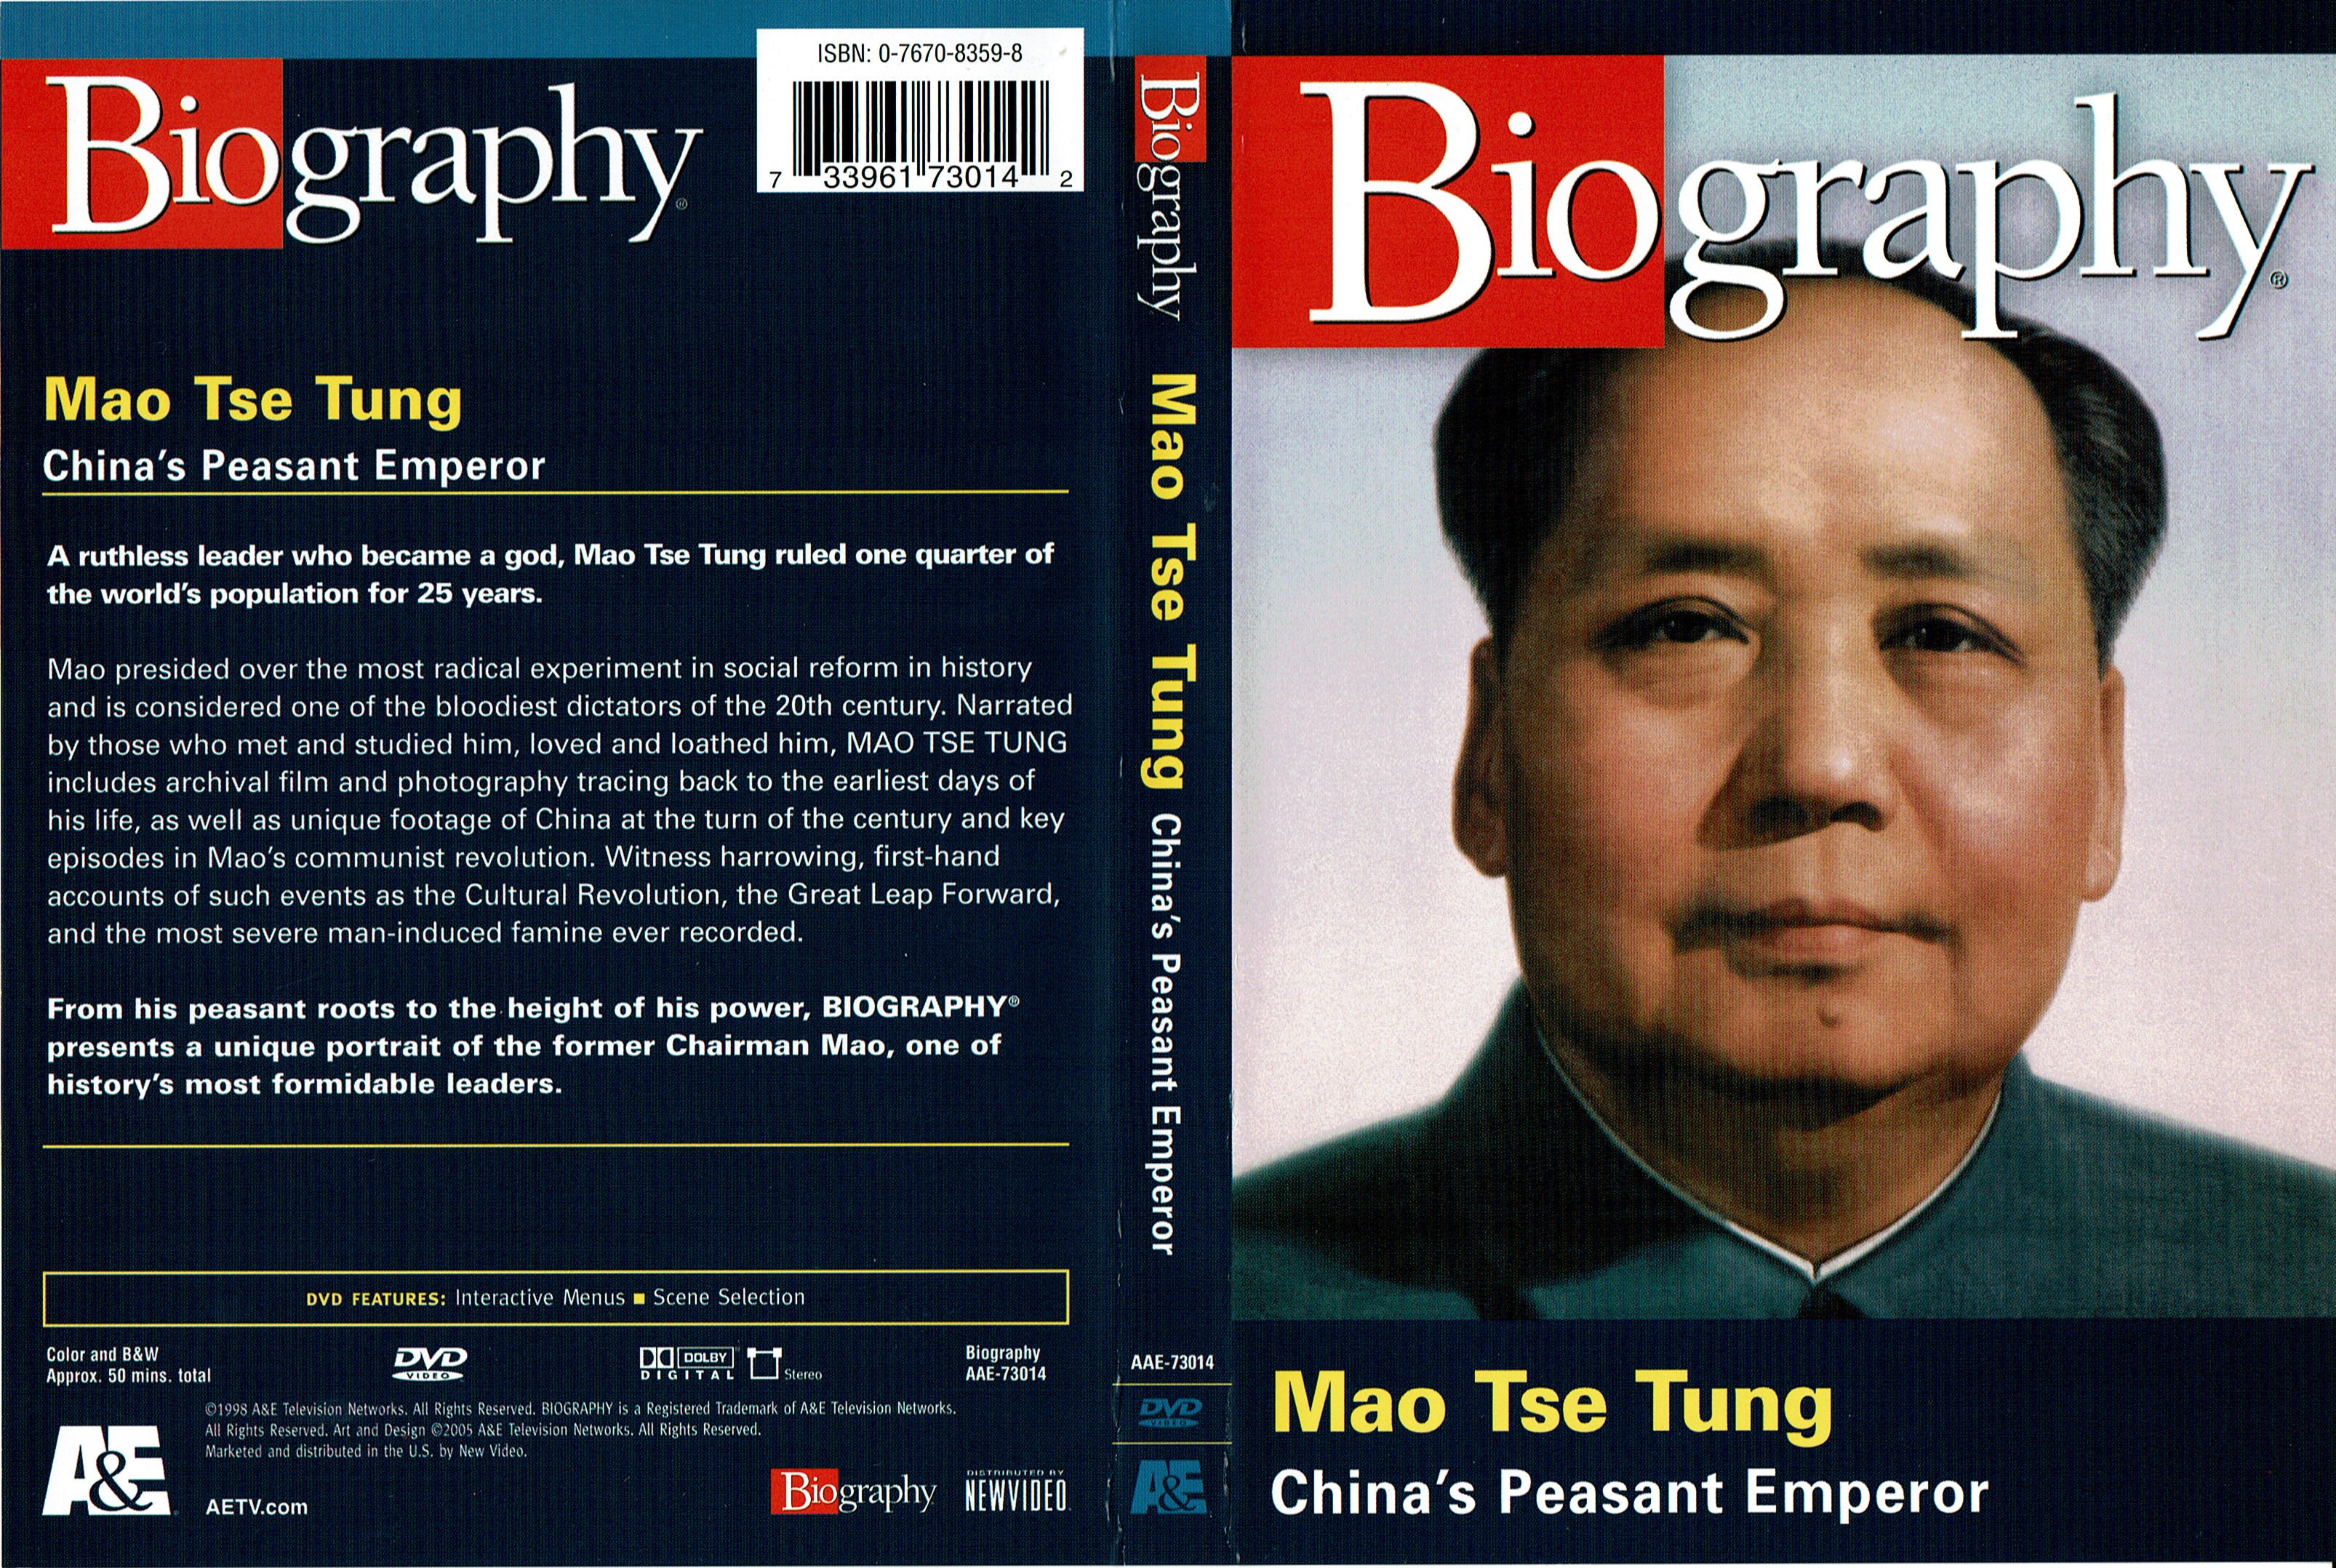 Biography®
ISBN: 0-7670-8359-8
7 33961 73014 2
Mao Tse Tung
China's Peasant Emperor
A ruthless leader who became a god, Mao Tse Tung ruled one quarter of
the world's population for 25 years.
Mao presided over the most radical experiment in social reform in history
and is considered one of the bloodiest dictators of the 20th century. Narrated
by those who met and studied him, loved and loathed him, MAO TSE TUNG
includes archival film and photography tracing back to the earliest days of
his life, as well as unique footage of China at the turn of the century and key
episodes in Mao's communist revolution. Witness harrowing, first-hand
accounts of such events as the Cultural Revolution, the Great Leap Forward,
and the most severe man-induced famine ever recorded.
From his peasant roots to the height of his power, BIOGRAPHY®
presents a unique portrait of the former Chairman Mao, one of
history's most formidable leaders.
DVD FEATURES: Interactive Menus ■ Scene Selection
Color and B&W
Approx. 50 mins. total
DVD
VIDEO
DOLBY
DIGITAL
Stereo
Biography
AAE-73014
©1998 A&E Television Networks. All Rights Reserved. BIOGRAPHY is a Registered Trademark of A&E Television Networks.
All Rights Reserved. Art and Design ©2005 A&E Television Networks. All Rights Reserved.
Marketed and distributed in the U.S. by New Video.
A&E
AETV.com
Biography
DISTRIBUTED BY
NEWVIDEO
Biography
Mao Tse Tung China's Peasant Emperor
AAE-73014
DVD
VIDEO
A&E
Biography®
Mao Tse Tung
China's Peasant Emperor